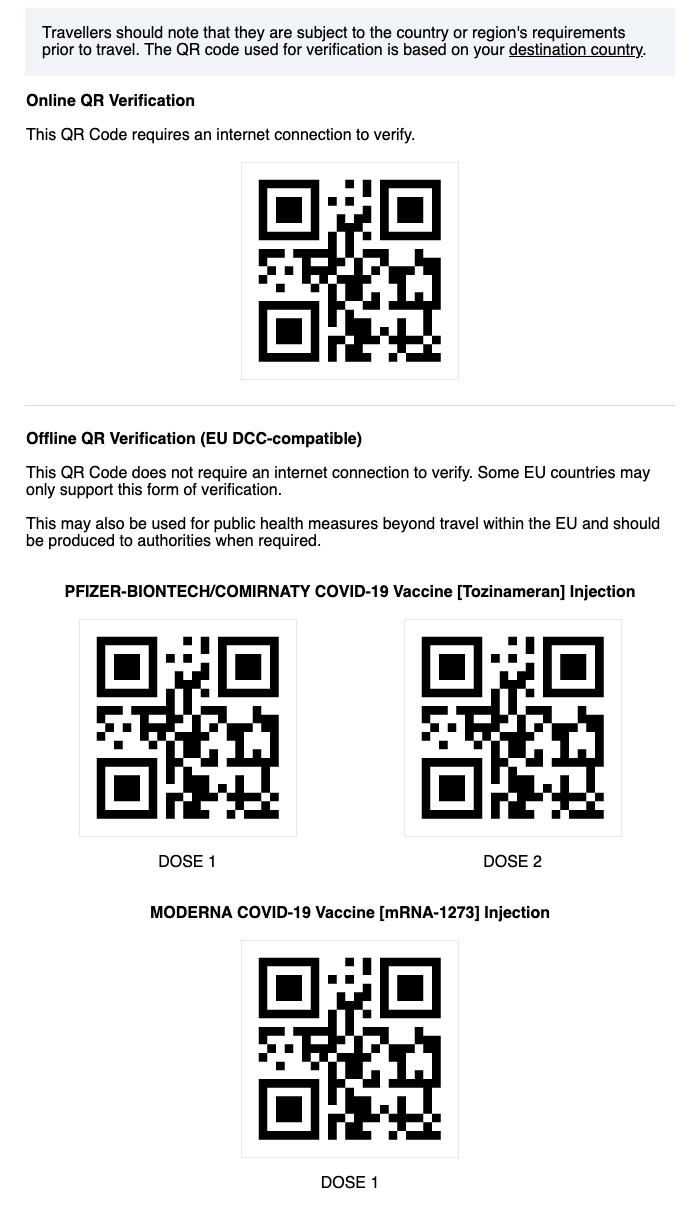 Travellers should note that they are subject to the country or region's requirements
prior to travel. The QR code used for verification is based on your destination country.
Online QR Verification
This QR Code requires an internet connection to verify.
Offline QR Verification (EU DCC-compatible)
This QR Code does not require an internet connection to verify. Some EU countries may
only support this form of verification.
This may also be used for public health measures beyond travel within the EU and should
be produced to authorities when required.
PFIZER-BIONTECH/COMIRNATY COVID-19 Vaccine [Tozinameran] Injection
DOSE 1
DOSE 2
MODERNA COVID-19 Vaccine [mRNA-1273] Injection
DOSE 1